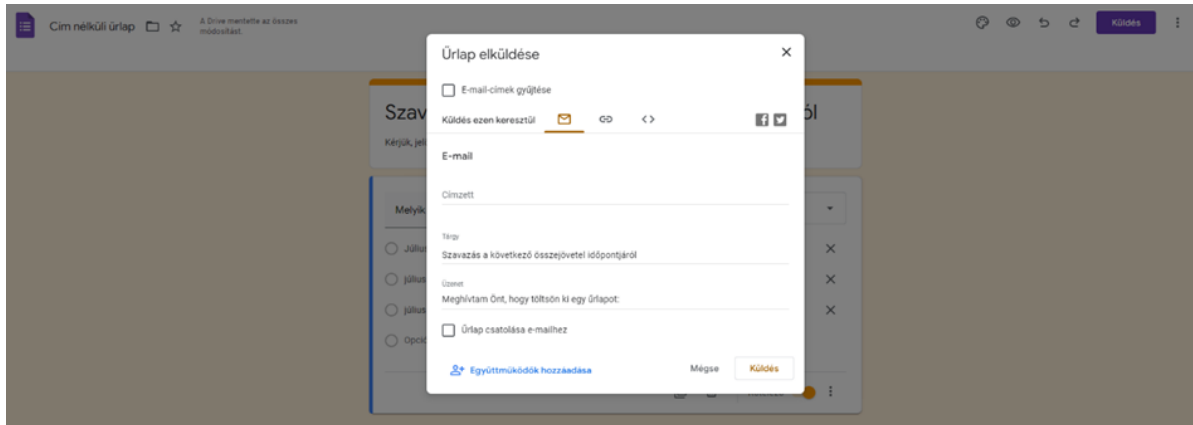 Cím nélküli űrlap
A Drive mentette az összes
módosítást.
Küldés
Űrlap elküldése
E-mail-címek gyűjtése
Küldés ezen keresztül
Szav
ól
Kérjük, jel
E-mail
Címzett
Melyik
Tárgy
Szavazás a következő összejövetel időpontjáról
Júliu
július
Üzenet
Meghívtam Önt, hogy töltsön ki egy űrlapot:
július
Űrlap csatolása e-mailhez
Opció
Együttműködők hozzáadása
Mégse
Küldés